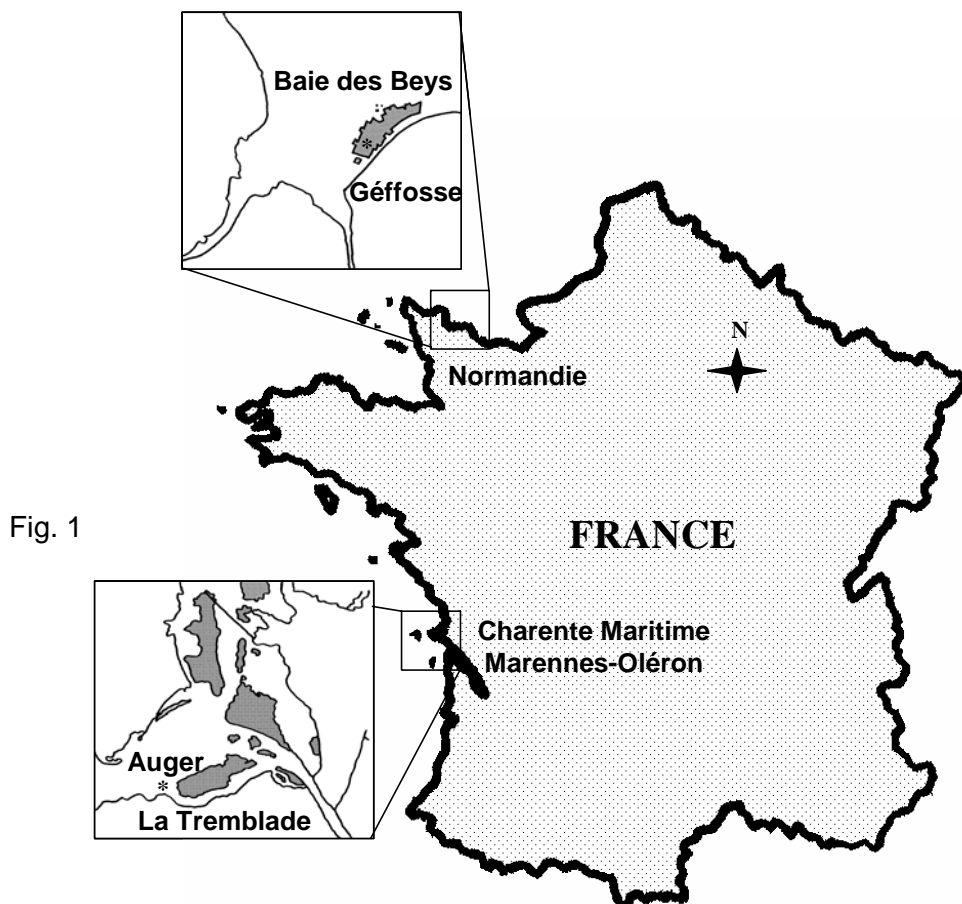 Baie des Beys
*
Géffosse
N
Normandie
Fig. 1
FRANCE
Charente Maritime
Marennes-Oléron
Auger
*
La Tremblade